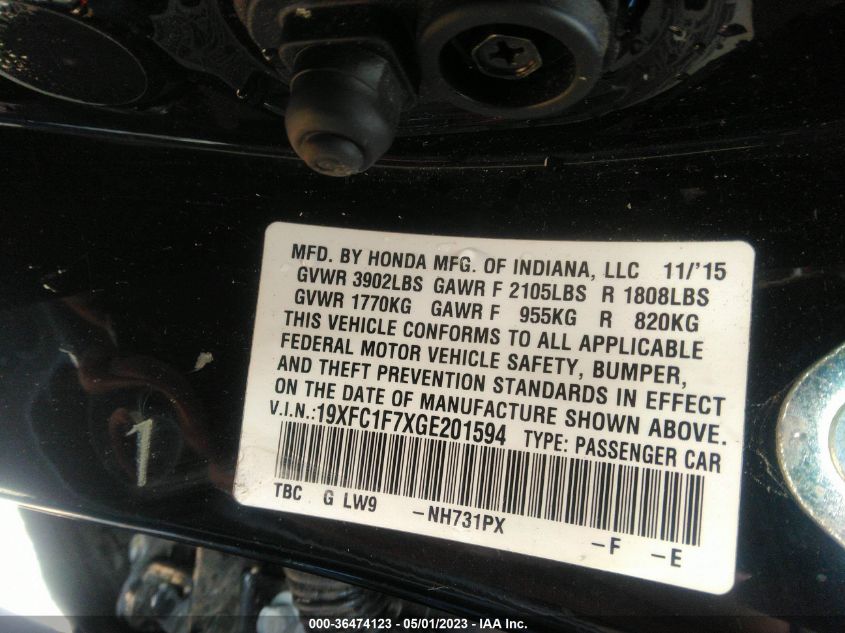 MFD. BY HONDA MFG. OF INDIANA, LLC 11/'15
GVWR 3902LBS GAWR F 2105LBS R 1808LBS
GVWR 1770KG GAWR F 955KG R 820KG
THIS VEHICLE CONFORMS TO ALL APPLICABLE
FEDERAL MOTOR VEHICLE SAFETY, BUMPER,
AND THEFT PREVENTION STANDARDS IN EFFECT
ON THE DATE OF MANUFACTURE SHOWN ABOVE.
V.I.N.:19XFC1F7XGE201594 TYPE: PASSENGER CAR
TBC G LW9 -NH731PX -F -E
000-36474123 - 05/01/2023 - IAA Inc.